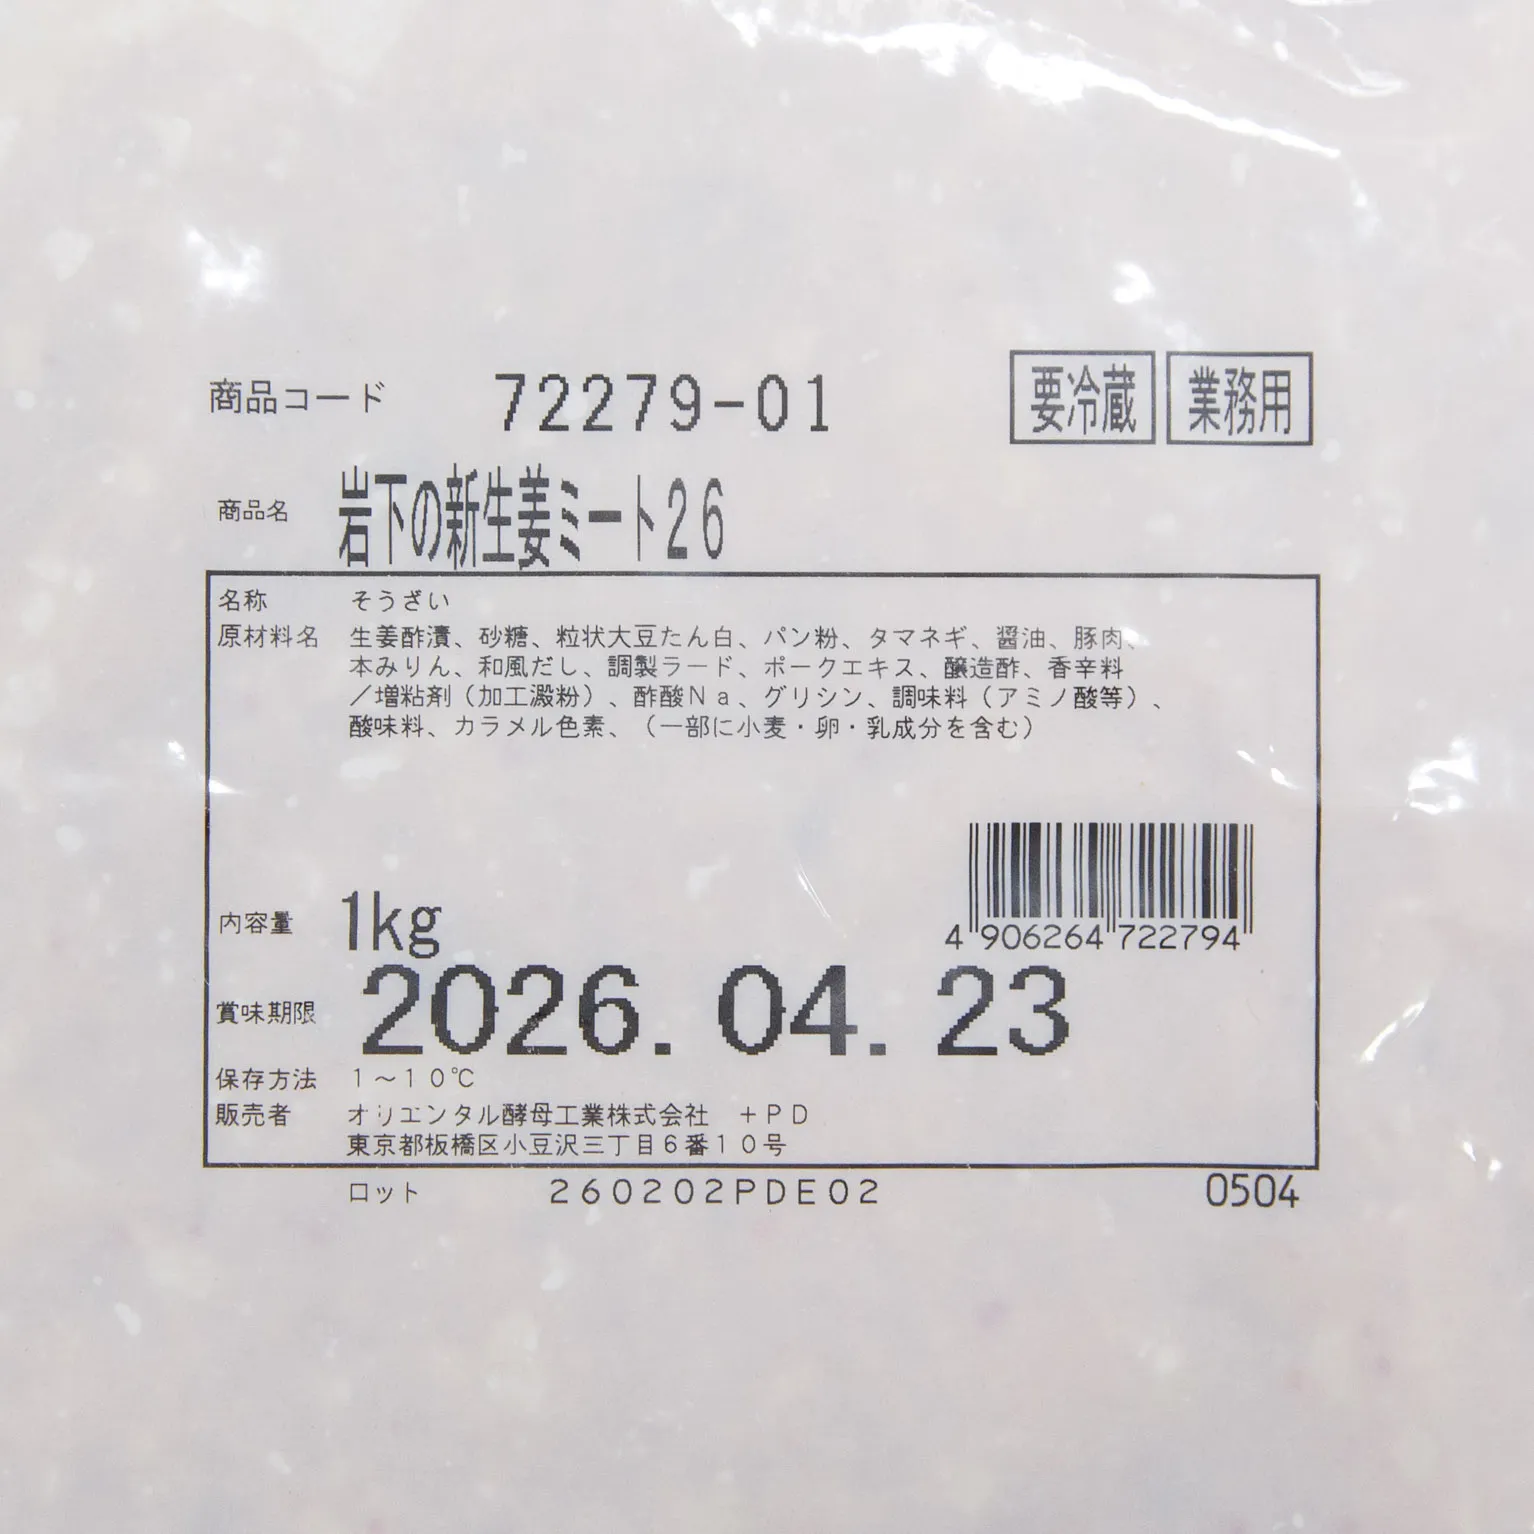 商品コード 72279-01 要冷蔵 業務用
商品名 岩下の新生姜ミート26
名称 そうざい
原材料名 生姜酢漬、砂糖、粒状大豆たん白、パン粉、タマネギ、醤油、豚肉、
本みりん、和風だし、調製ラード、ポークエキス、醸造酢、香辛料
/増粘剤(加工澱粉)、酢酸Na、グリシン、調味料(アミノ酸等)、
酸味料、カラメル色素、(一部に小麦・卵・乳成分を含む)
内容量 1kg
4 906264 722794
賞味期限 2026.04.23
保存方法 1~10℃
販売者 オリエンタル酵母工業株式会社 +PD
東京都板橋区小豆沢三丁目6番10号
ロット 260202PDE02 0504